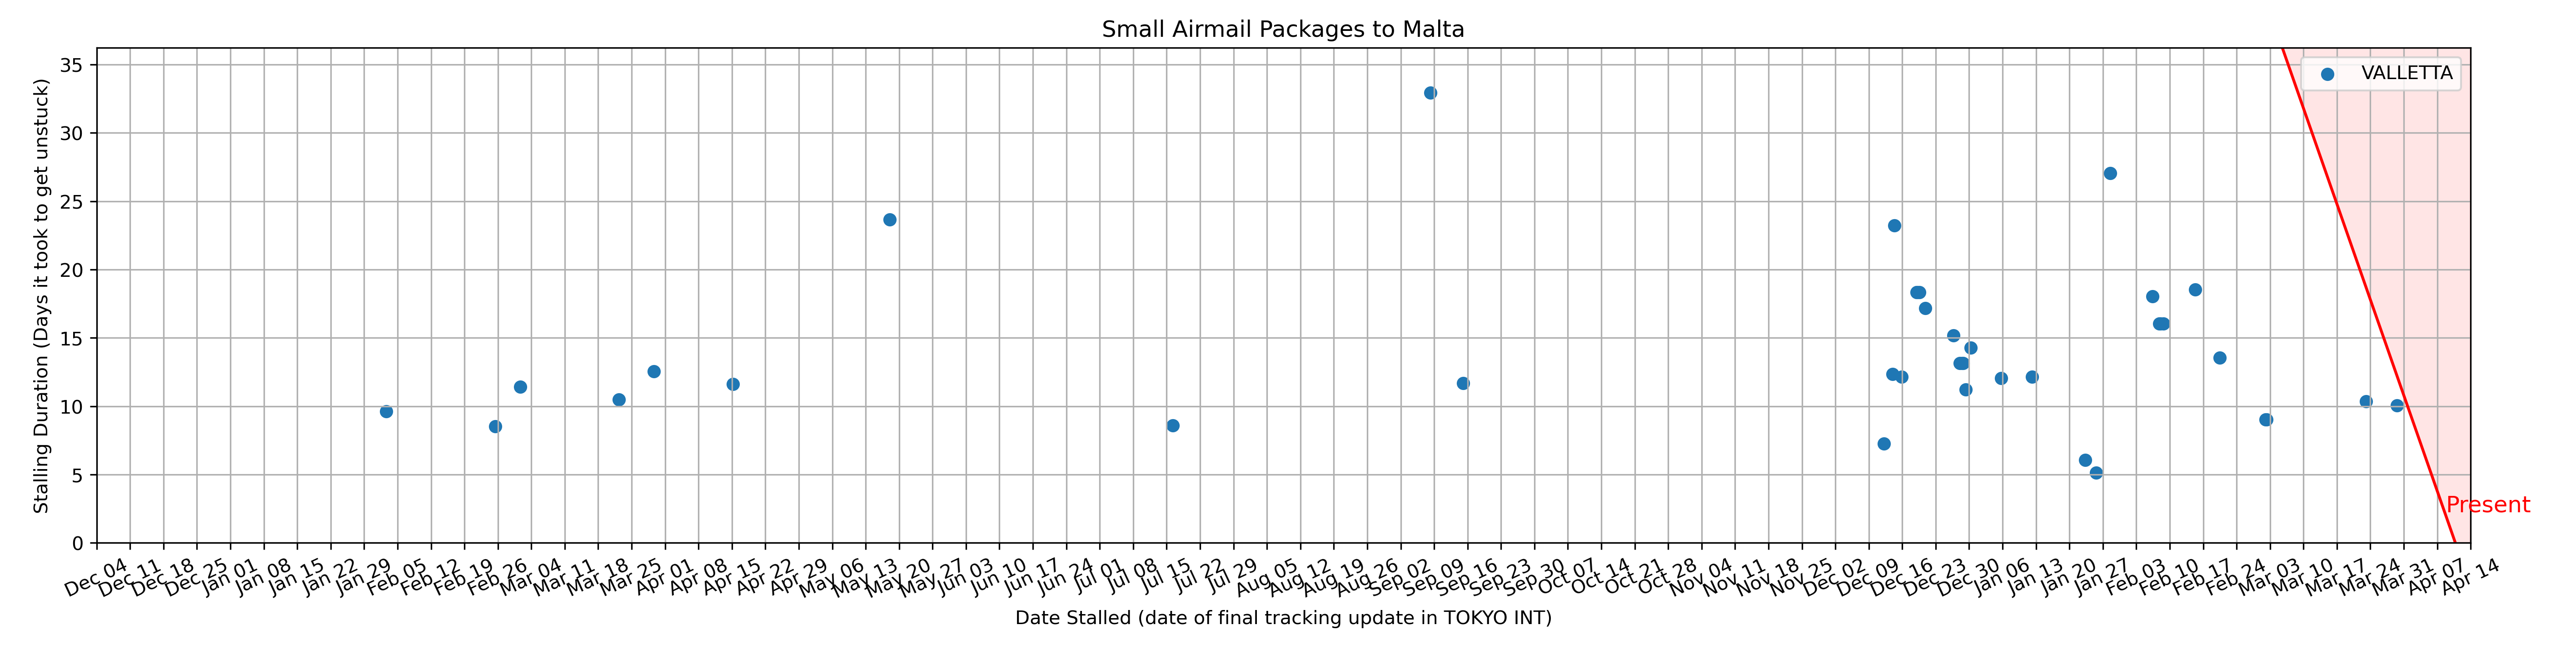 Small Airmail Packages to Malta
VALLETTA
Present
Stalling Duration (Days it took to get unstuck)
35
30
25
20
15
10
5
0
Dec 04 Dec 11 Dec 18 Dec 25 Jan 01 Jan 08 Jan 15 Jan 22 Jan 29 Feb 05 Feb 12 Feb 19 Feb 26 Mar 04 Mar 11 Mar 18 Mar 25 Apr 01 Apr 08 Apr 15 Apr 22 Apr 29 May 06 May 13 May 20 May 27 Jun 03 Jun 10 Jun 17 Jun 24 Jul 01 Jul 08 Jul 15 Jul 22 Jul 29 Aug 05 Aug 12 Aug 19 Aug 26 Sep 02 Sep 09 Sep 16 Sep 23 Sep 30 Oct 07 Oct 14 Oct 21 Oct 28 Nov 04 Nov 11 Nov 18 Nov 25 Dec 02 Dec 09 Dec 16 Dec 23 Dec 30 Jan 06 Jan 13 Jan 20 Jan 27 Feb 03 Feb 10 Feb 17 Feb 24 Mar 03 Mar 10 Mar 17 Mar 24 Mar 31 Apr 07 Apr 14
Date Stalled (date of final tracking update in TOKYO INT)